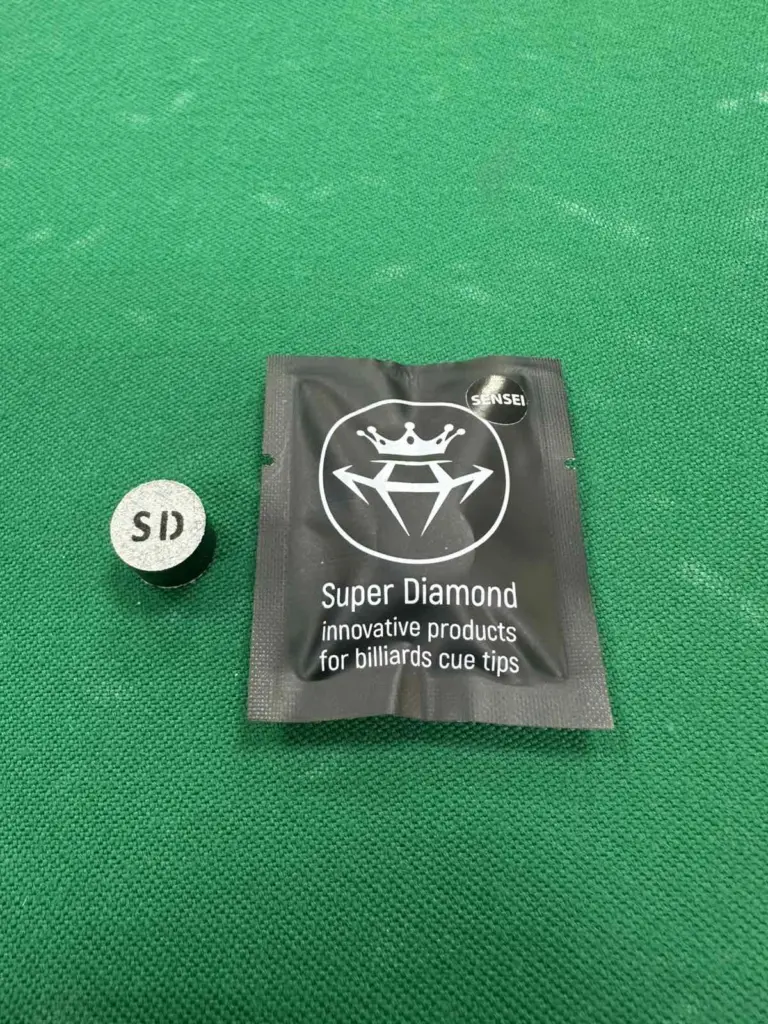 SENSEI
SD
Super Diamond
innovative products
for billiards cue tips